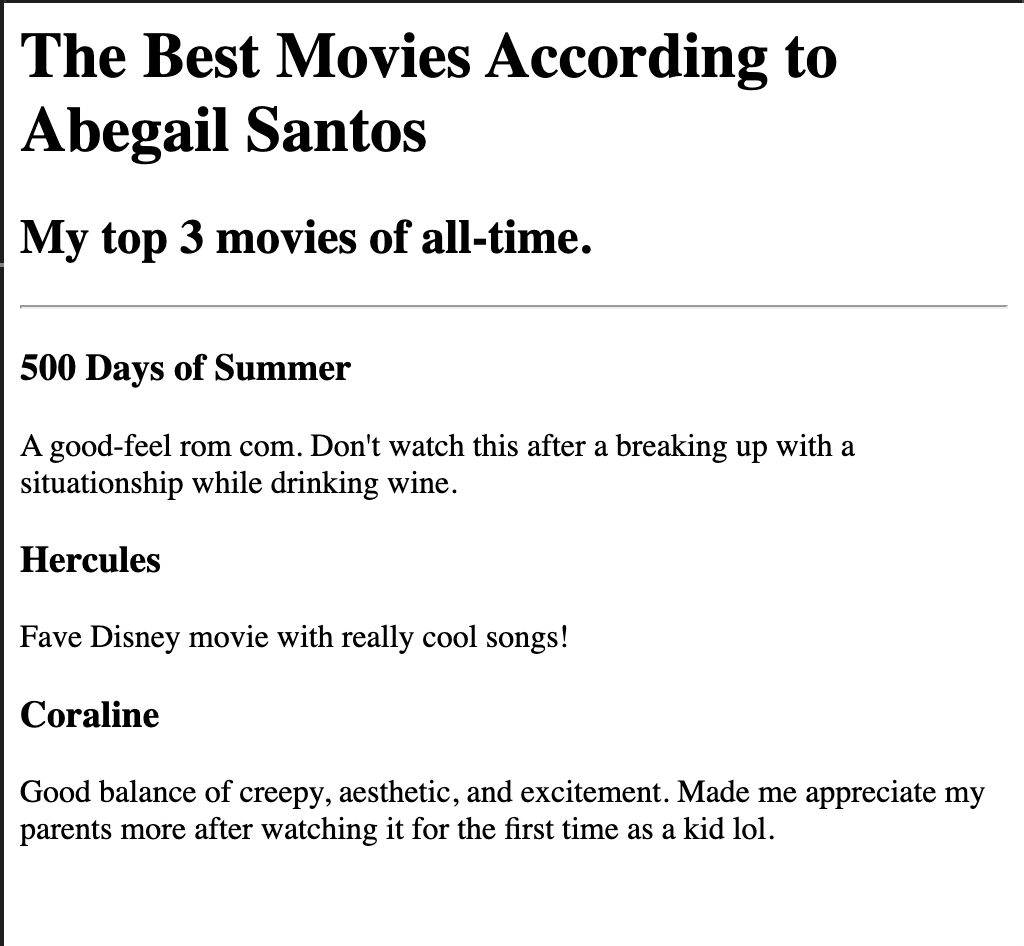 The Best Movies According to
Abegail Santos
My top 3 movies of all-time.
500 Days of Summer
A good-feel rom com. Don't watch this after a breaking up with a
situationship while drinking wine.
Hercules
Fave Disney movie with really cool songs!
Coraline
Good balance of creepy, aesthetic, and excitement. Made me appreciate my
parents more after watching it for the first time as a kid lol.